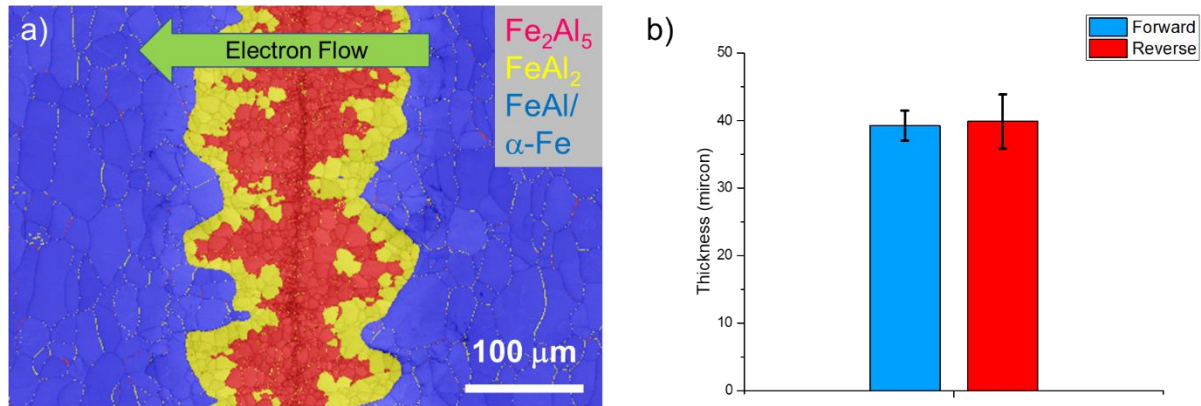 a)
Electron Flow
Fe₂Al₅
FeAl₂
FeAl/
α-Fe
100 μm
b)
Forward
Reverse
50
40
30
20
10
0
Thickness (mircon)